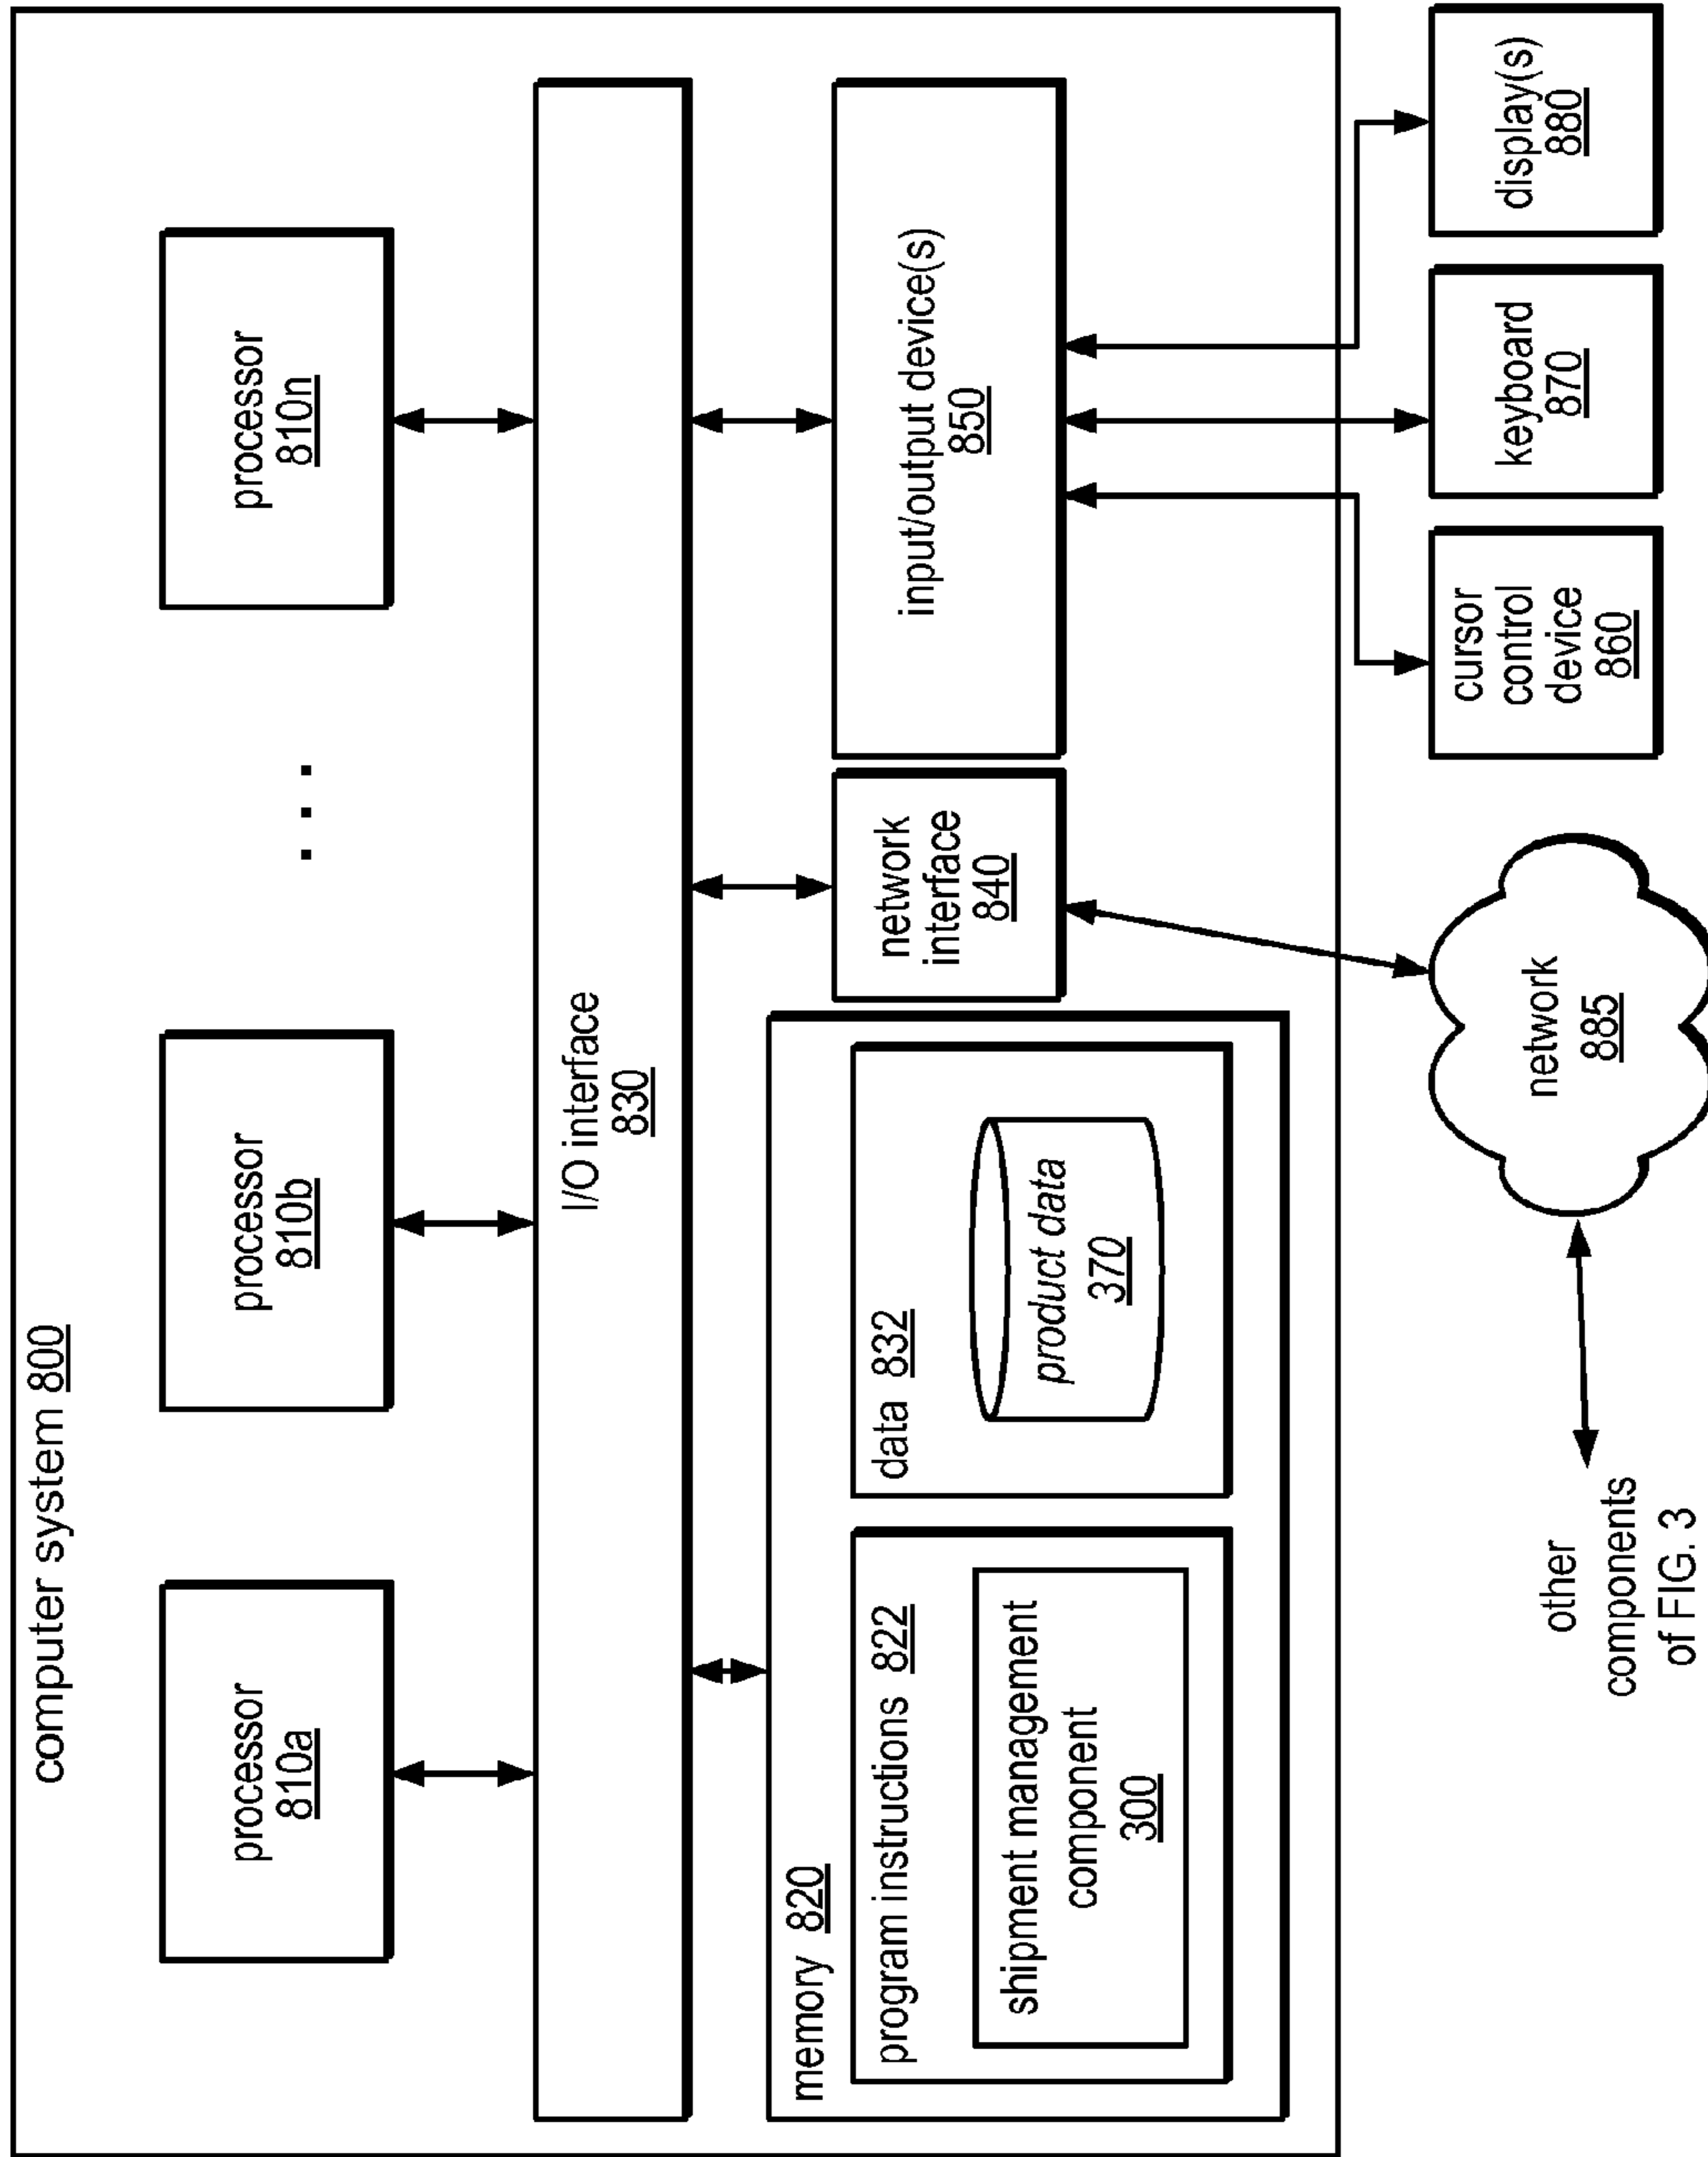 computer system 800
processor
810a
processor
810b
. . .
processor
810n
I/O interface
830
memory 820
program instructions 822
shipment management
component
300
data 832
product data
370
network
interface
840
input/output device(s)
850
other
components
of FIG. 3
network
885
cursor
control
device
860
keyboard
870
display(s)
880